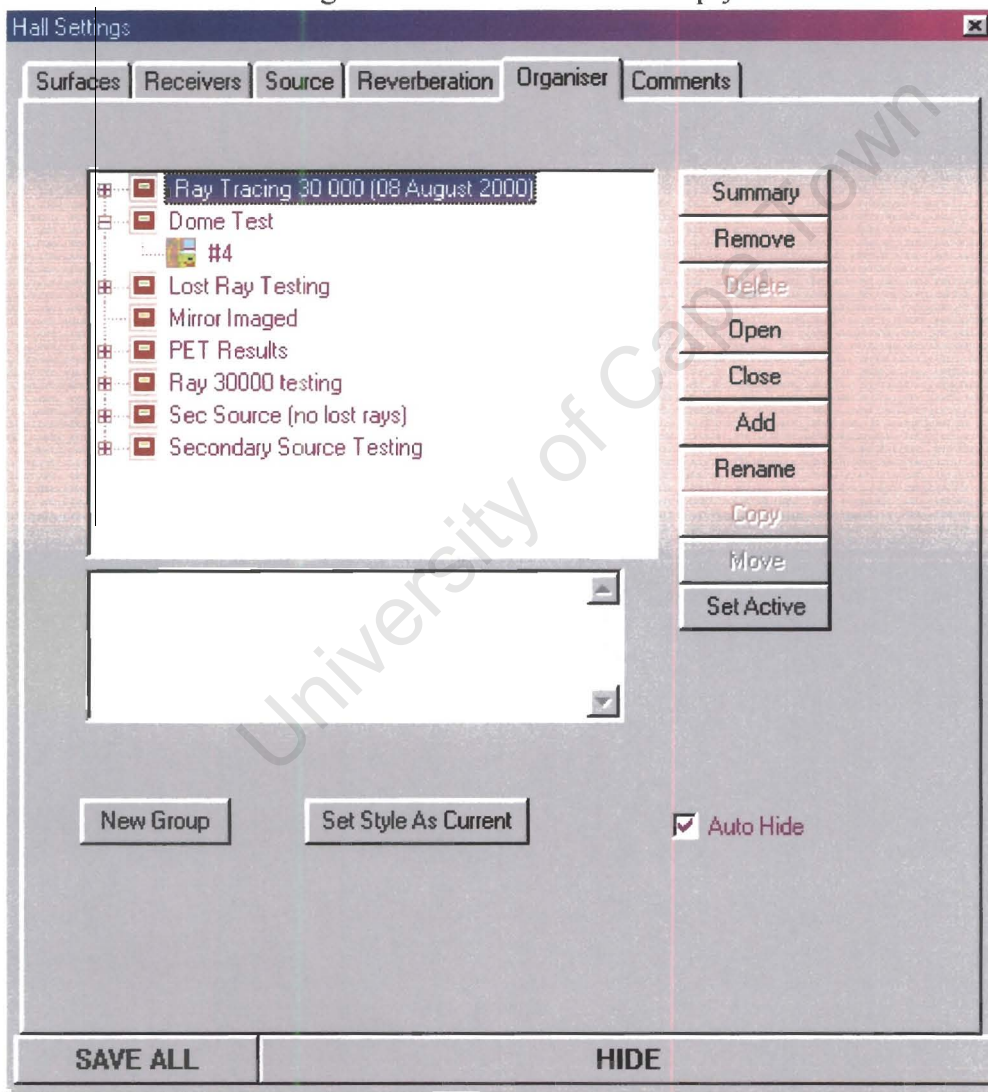 Hall Settings
Surfaces Receivers Source Reverberation Organiser Comments
Ray Tracing 30 000 (08 August 2000)
Dome Test
#4
Lost Ray Testing
Mirror Imaged
PET Results
Ray 30000 testing
Sec Source (no lost rays)
Secondary Source Testing
Summary
Remove
Delete
Open
Close
Add
Rename
Copy
Move
Set Active
New Group
Set Style As Current
Auto Hide
SAVE ALL
HIDE
University of Cape Town